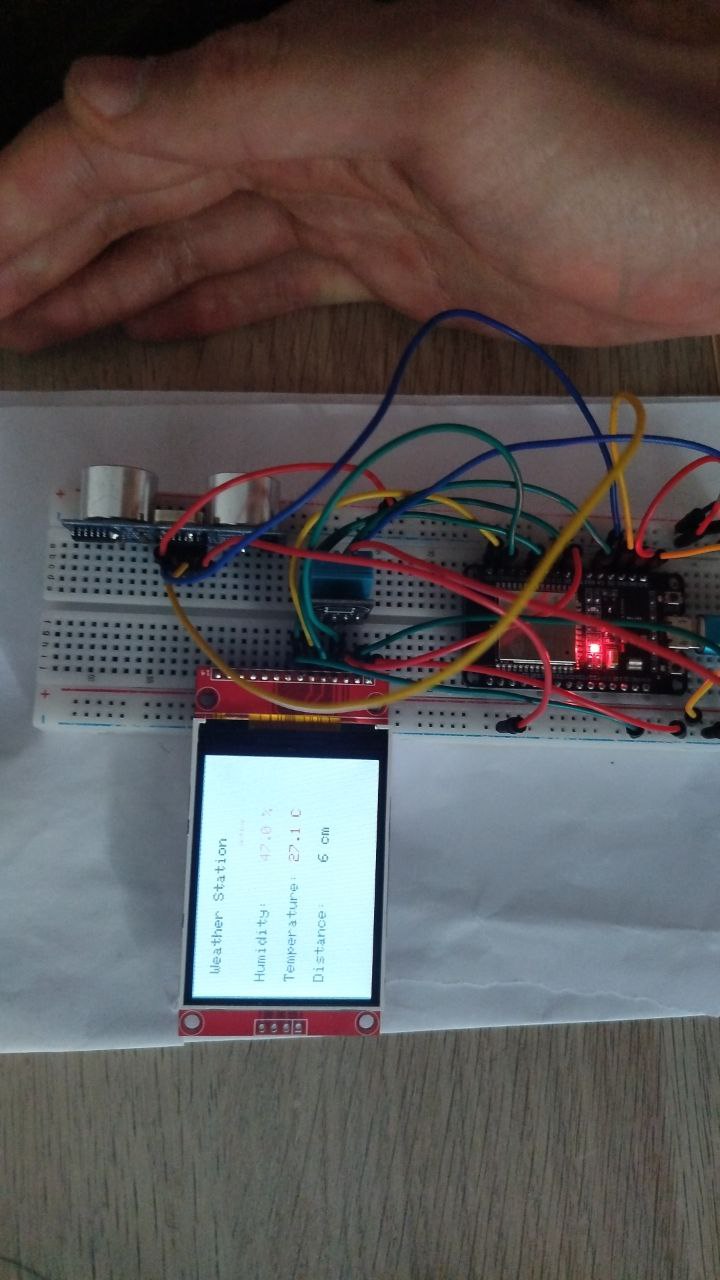 Weather Station
Humidity: 47.0 %
Temperature: 27.1 C
Distance: 6 cm